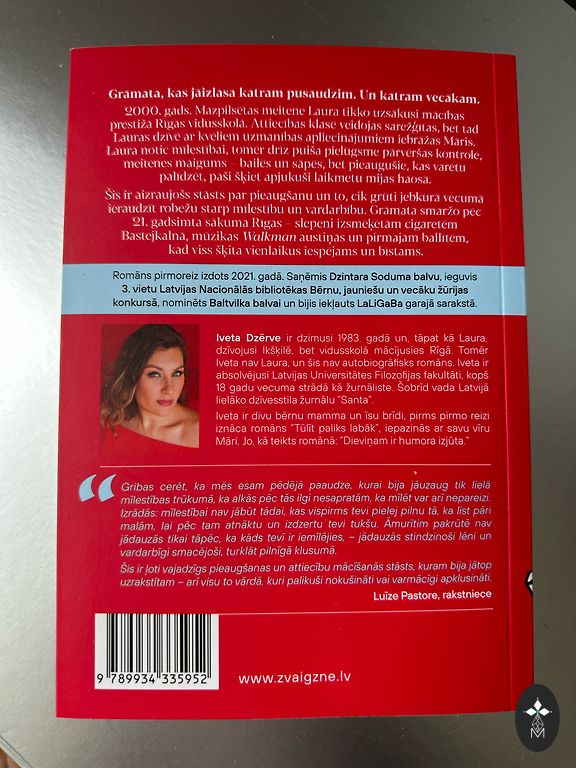 Grāmata, kas jāizlasa katram pusaudzim. Un katram vecākam.
2000. gads. Mazpilsētas meitene Laura tikko uzsākusi mācības
prestižā Rīgas vidusskolā. Attiecības klasē veidojas sarežģītas, bet tad
Lauras dzīvē ar kvēliem uzmanības apliecinājumiem iebrāžas Māris.
Laura notic mīlestībai, tomēr drīz puiša pielūgsme pārvēršas kontrolē,
meitenes maigums – bailēs un sāpēs, bet pieaugušie, kas varētu
palīdzēt, paši šķiet apjukuši laikmetu mijas haosā.
Šis ir aizraujošs stāsts par pieaugšanu un to, cik grūti jebkurā vecumā
ieraudzīt robežu starp mīlestību un vardarbību. Grāmata smaržo pēc
21. gadsimta sākuma Rīgas – slepeni izsmēķētām cigaretēm
Bastejkalnā, mūzikas Walkman austiņās un pirmajām ballītēm,
kad viss šķita vienlaikus iespējams un bīstams.
Romāns pirmoreiz izdots 2021. gadā. Saņēmis Dzintara Soduma balvu, ieguvis
3. vietu Latvijas Nacionālās bibliotēkas Bērnu, jauniešu un vecāku žūrijas
konkursā, nominēts Baltvilka balvai un bijis iekļauts LaLiGaBa garajā sarakstā.
Iveta Dzērve ir dzimusi 1983. gadā un, tāpat kā Laura,
dzīvojusi Ikšķilē, bet vidusskolā mācījusies Rīgā. Tomēr
Iveta nav Laura, un šis nav autobiogrāfisks romāns. Iveta ir
absolvējusi Latvijas Universitātes Filozofijas fakultāti, kopš
18 gadu vecuma strādā kā žurnāliste. Šobrīd vada Latvijā
lielāko dzīvesstila žurnālu "Santa".
Iveta ir divu bērnu mamma un īsu brīdi, pirms pirmo reizi
iznāca romāns "Tūlīt paliks labāk", iepazinās ar savu vīru
Māri. Jo, kā teikts romānā: "Dieviņam ir humora izjūta."
Gribas cerēt, ka mēs esam pēdējā paaudze, kurai bija jāuzaug tik lielā
mīlestības trūkumā, ka alkās pēc tās ilgi nesapratām, ka mīlēt var arī nepareizi.
Izrādās: mīlestībai nav jābūt tādai, kas vispirms tevi pielej pilnu tā, ka līst pāri
malām, lai pēc tam atnāktu un izdzertu tevi tukšu. Āmurītim pakrūtē nav
jādauzās tikai tāpēc, ka kāds tevī ir iemīlējies, – jādauzās stindzinoši lēni un
vardarbīgi smacējoši, turklāt pilnīgā klusumā.
Šis ir ļoti vajadzīgs pieaugšanas un attiecību mācīšanās stāsts, kuram bija jātop
uzrakstītam – arī visu to vārdā, kuri palikuši nokušināti vai varmācīgi apklusināti.
Luīze Pastore, rakstniece
9 789934 335952
www.zvaigzne.lv